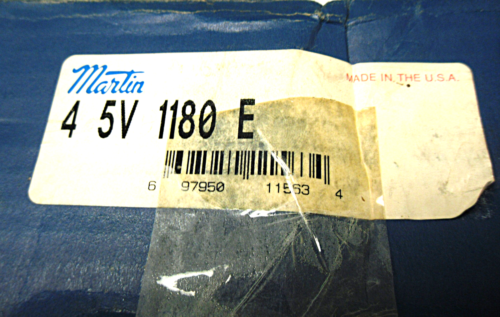 Martin
MADE IN THE U.S.A.
4 5V 1180 E
6 97950 11563 4